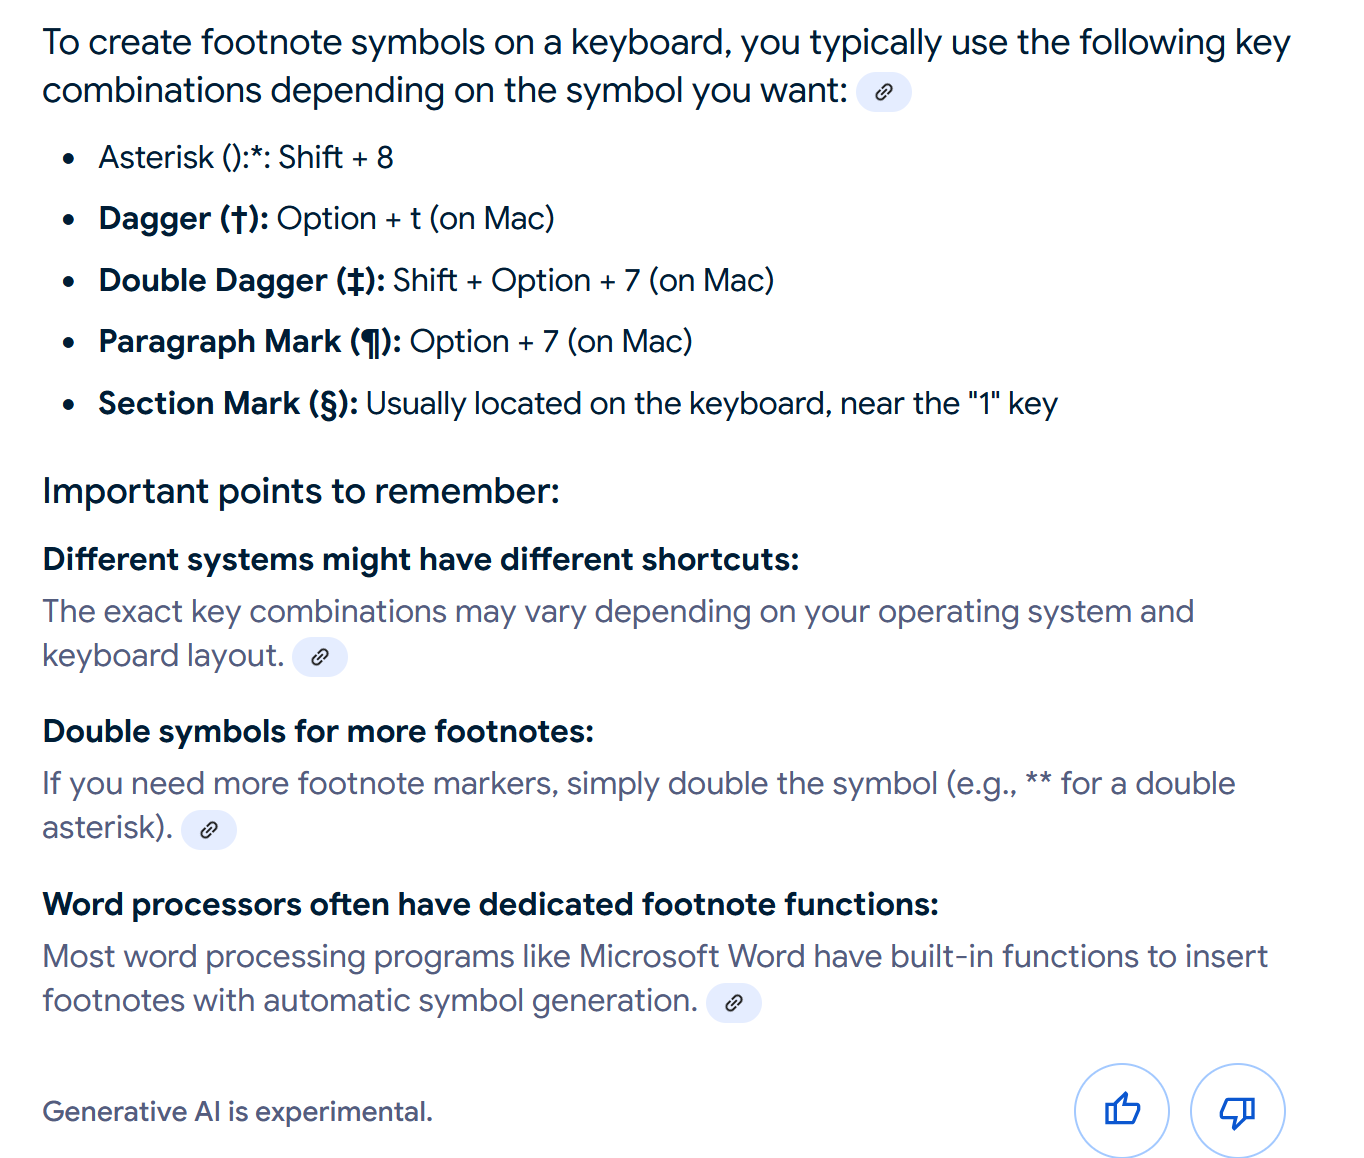 To create footnote symbols on a keyboard, you typically use the following key
combinations depending on the symbol you want:
• Asterisk ():*: Shift + 8
• Dagger (†): Option + t (on Mac)
• Double Dagger (‡): Shift + Option + 7 (on Mac)
• Paragraph Mark (¶): Option + 7 (on Mac)
• Section Mark (§): Usually located on the keyboard, near the "1" key
Important points to remember:
Different systems might have different shortcuts:
The exact key combinations may vary depending on your operating system and
keyboard layout.
Double symbols for more footnotes:
If you need more footnote markers, simply double the symbol (e.g., ** for a double
asterisk).
Word processors often have dedicated footnote functions:
Most word processing programs like Microsoft Word have built-in functions to insert
footnotes with automatic symbol generation.
Generative AI is experimental.